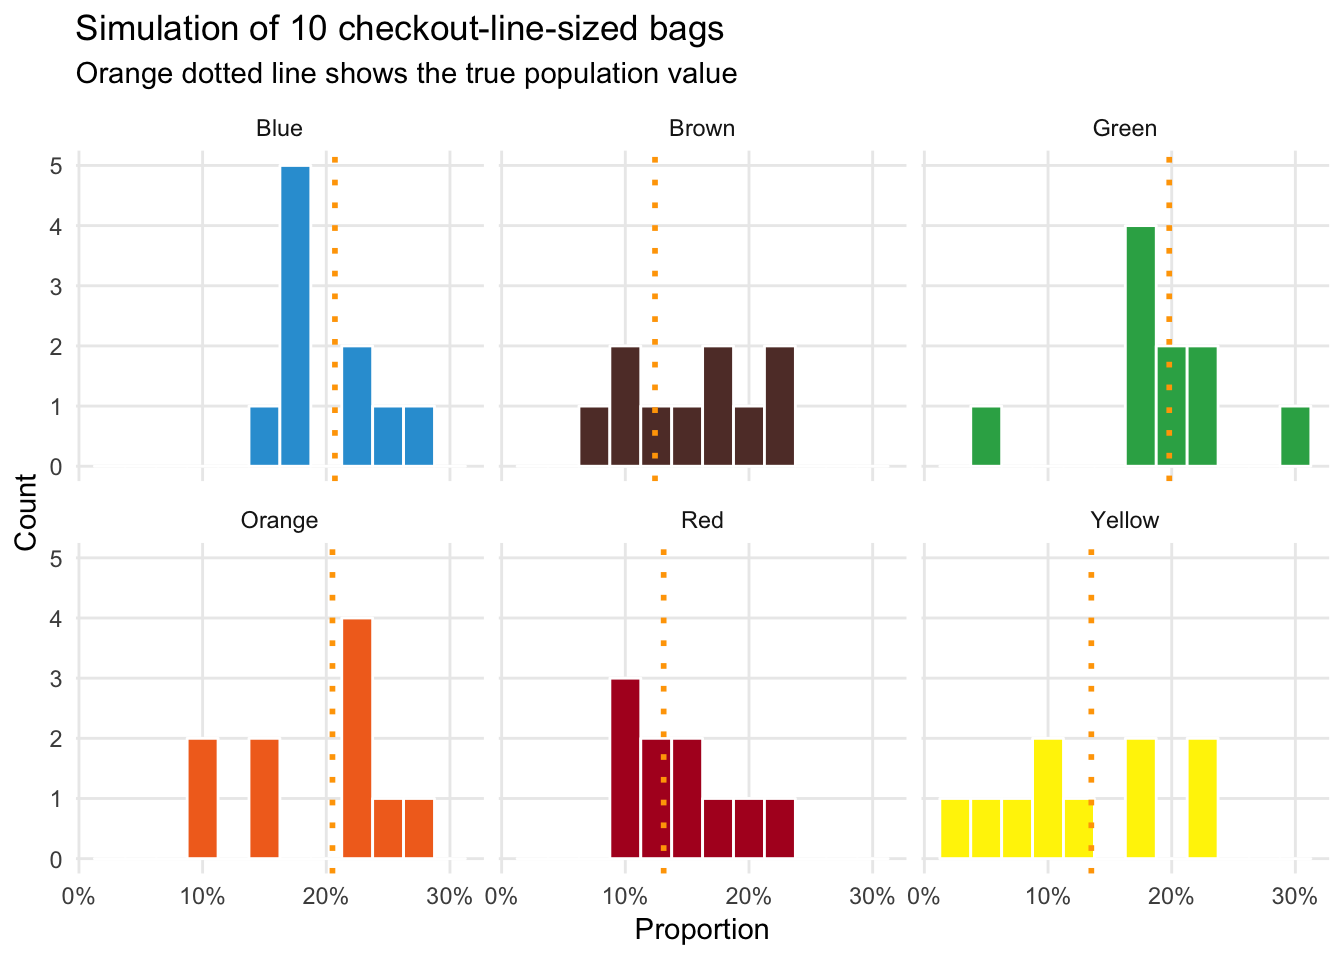 Simulation of 10 checkout-line-sized bags
Orange dotted line shows the true population value
Blue Brown Green
5
4
3
2
1
0
Count
Orange Red Yellow
5
4
3
2
1
0
0% 10% 20% 30% 0% 10% 20% 30% 0% 10% 20% 30%
Proportion